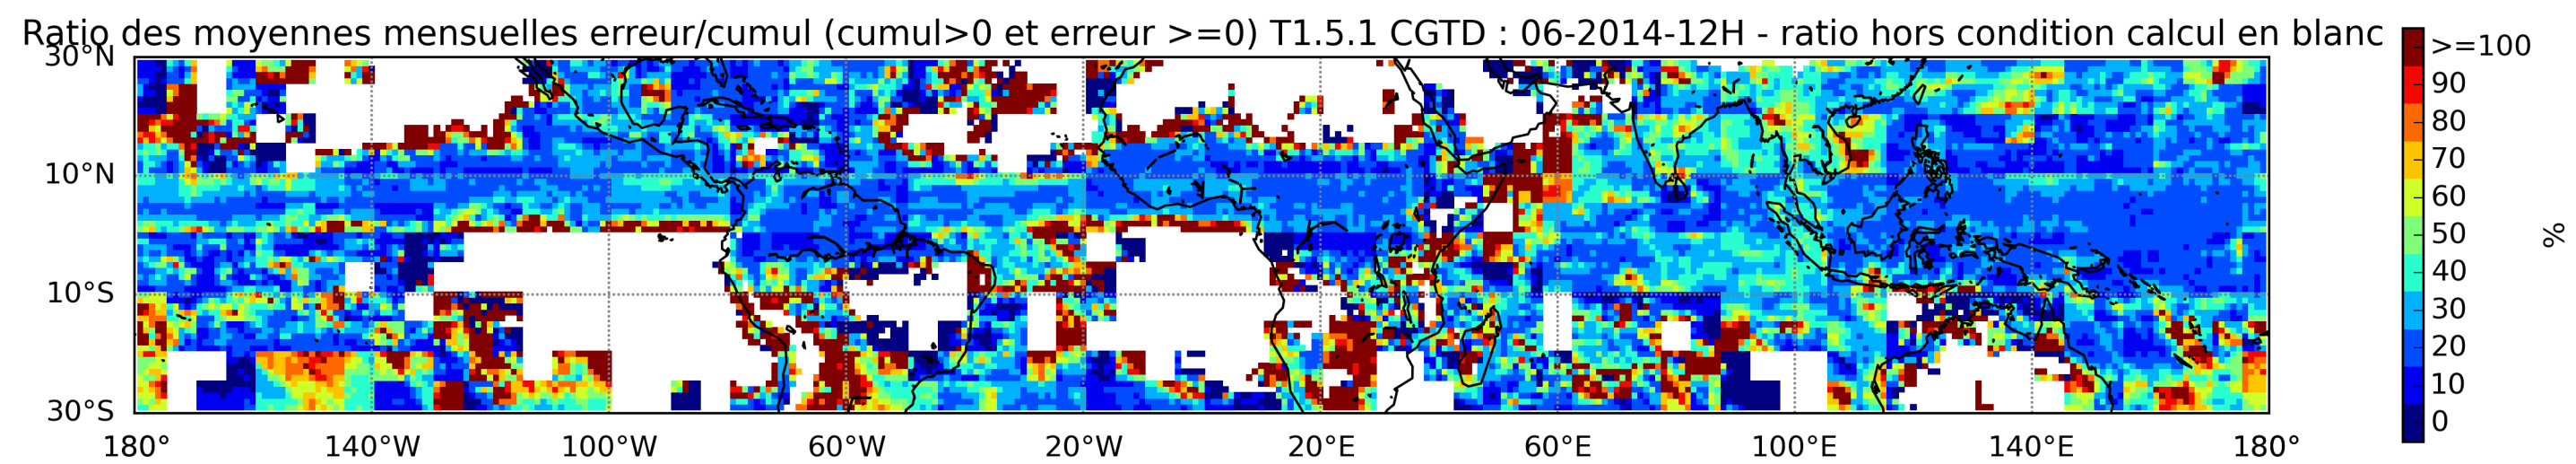 Ratio des moyennes mensuelles erreur/cumul (cumul>0 et erreur >=0) T1.5.1 CGTD : 06-2014-12H - ratio hors condition calcul en blanc
30°N
10°N
10°S
30°S
180° 140°W 100°W 60°W 20°W 20°E 60°E 100°E 140°E 180°
>=100
90
80
70
60
50
40
30
20
10
0
%